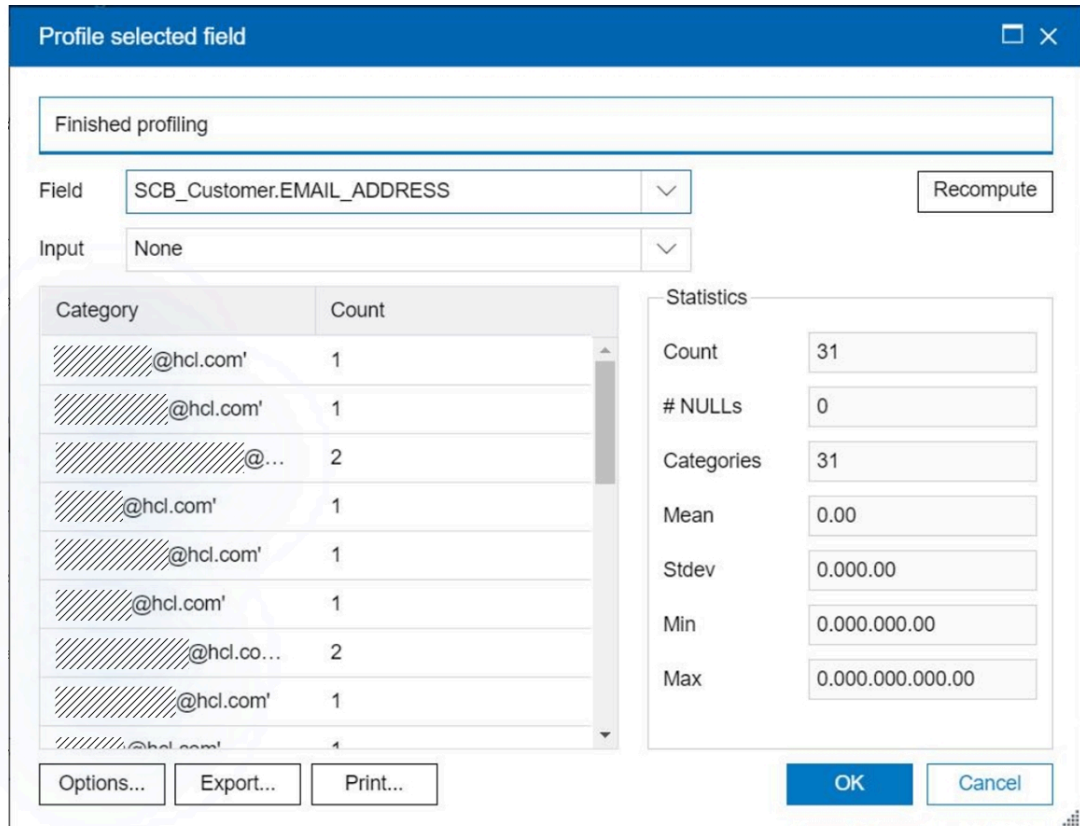 Profile selected field
Finished profiling
Field SCB_Customer.EMAIL_ADDRESS Recompute
Input None
Category Count
@hcl.com' 1
@hcl.com' 1
@... 2
@hcl.com' 1
@hcl.com' 1
@hcl.com' 1
@hcl.co... 2
@hcl.com' 1
Statistics
Count 31
# NULLs 0
Categories 31
Mean 0.00
Stdev 0.000.00
Min 0.000.000.00
Max 0.000.000.000.00
Options... Export... Print... OK Cancel